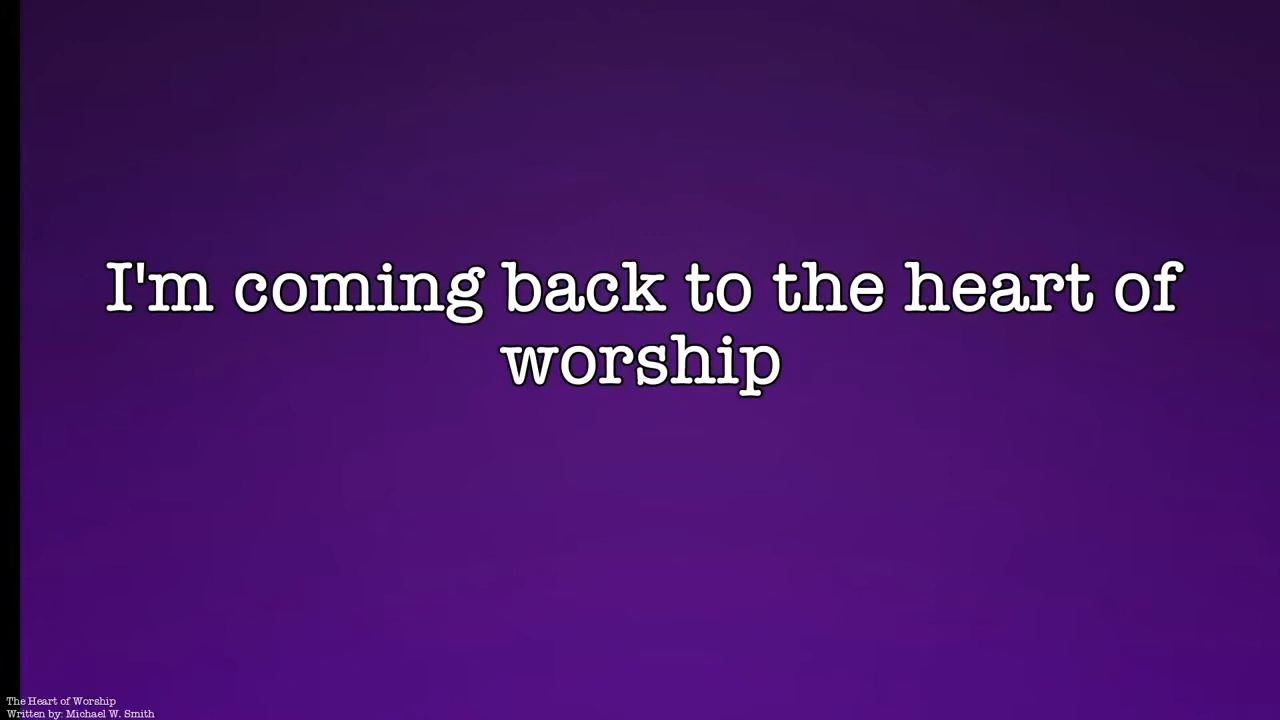 I'm coming back to the heart of
worship
The Heart of Worship
Written by: Michael W. Smith